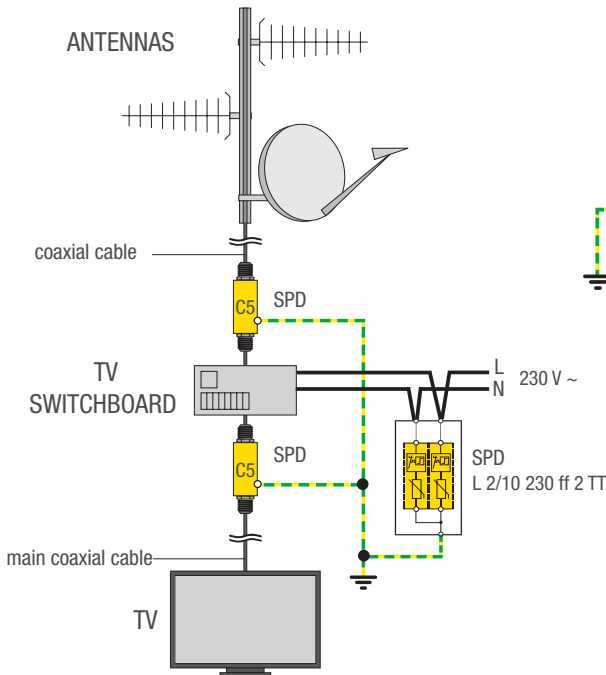 ANTENNAS
coaxial cable
C5
SPD
TV
SWITCHBOARD
L
N
230 V ~
C5
SPD
SPD
L 2/10 230 ff 2 TT
main coaxial cable
TV